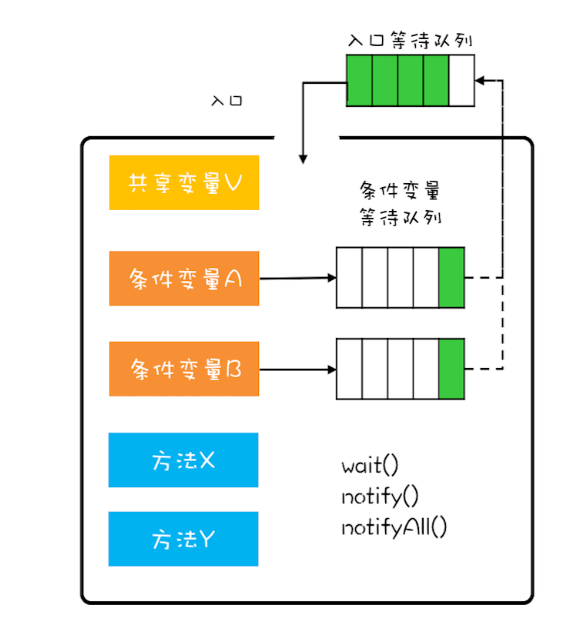 入口等待队列
入口
共享变量V
条件变量
等待队列
条件变量A
条件变量B
方法X
wait()
notify()
notifyAll()
方法Y